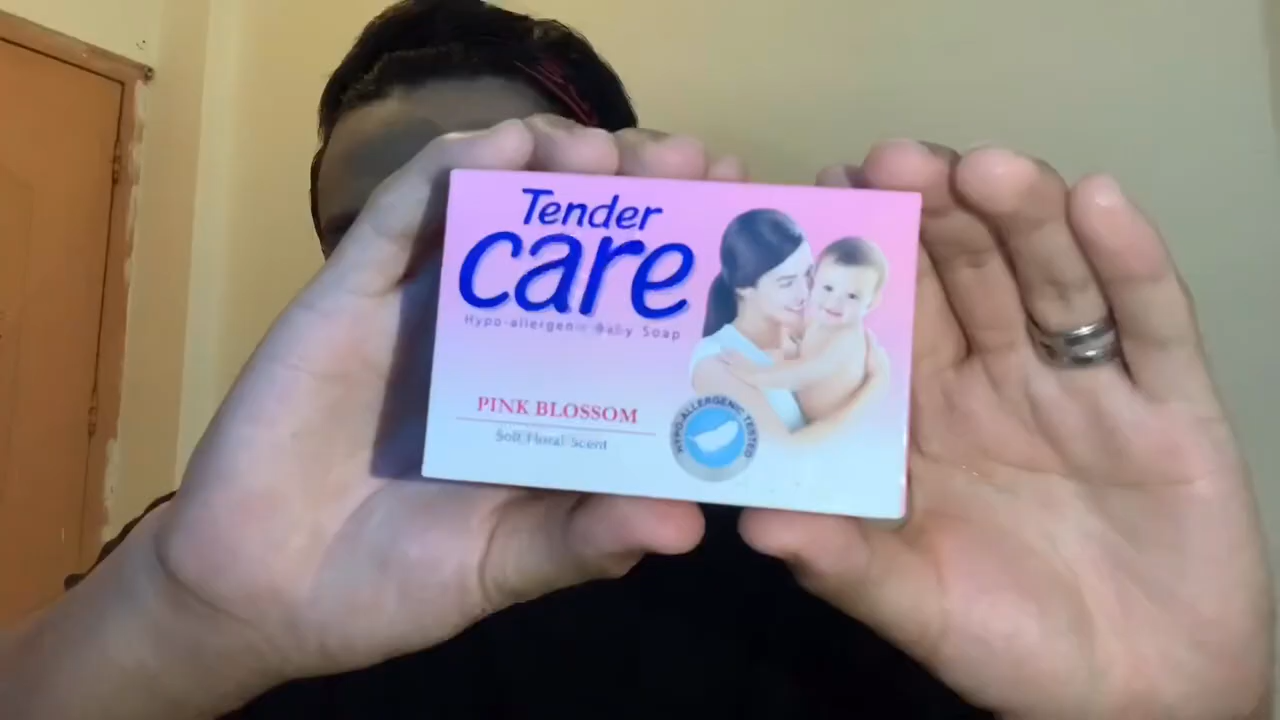 Tender
care
Hypo-allergenic Baby Soap
PINK BLOSSOM
Soft Floral Scent
HYPO-ALLERGENIC TESTED